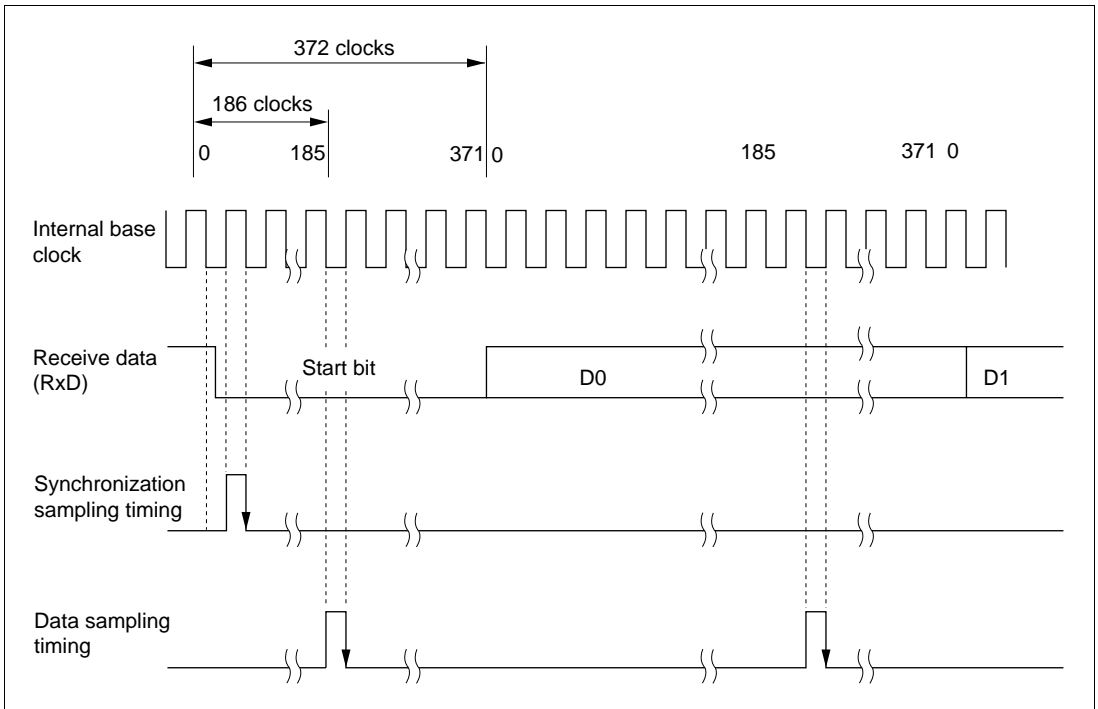 372 clocks
186 clocks
0 185 371 0 185 371 0
Internal base
clock
Receive data
(RxD)
Start bit
D0
D1
Synchronization
sampling timing
Data sampling
timing